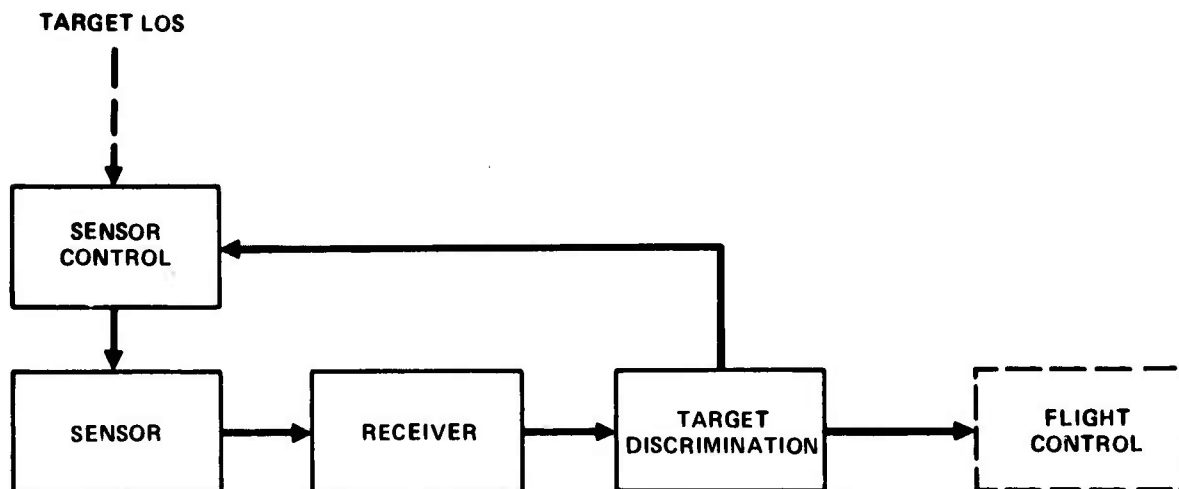 TARGET LOS
SENSOR
CONTROL
SENSOR
RECEIVER
TARGET
DISCRIMINATION
FLIGHT
CONTROL